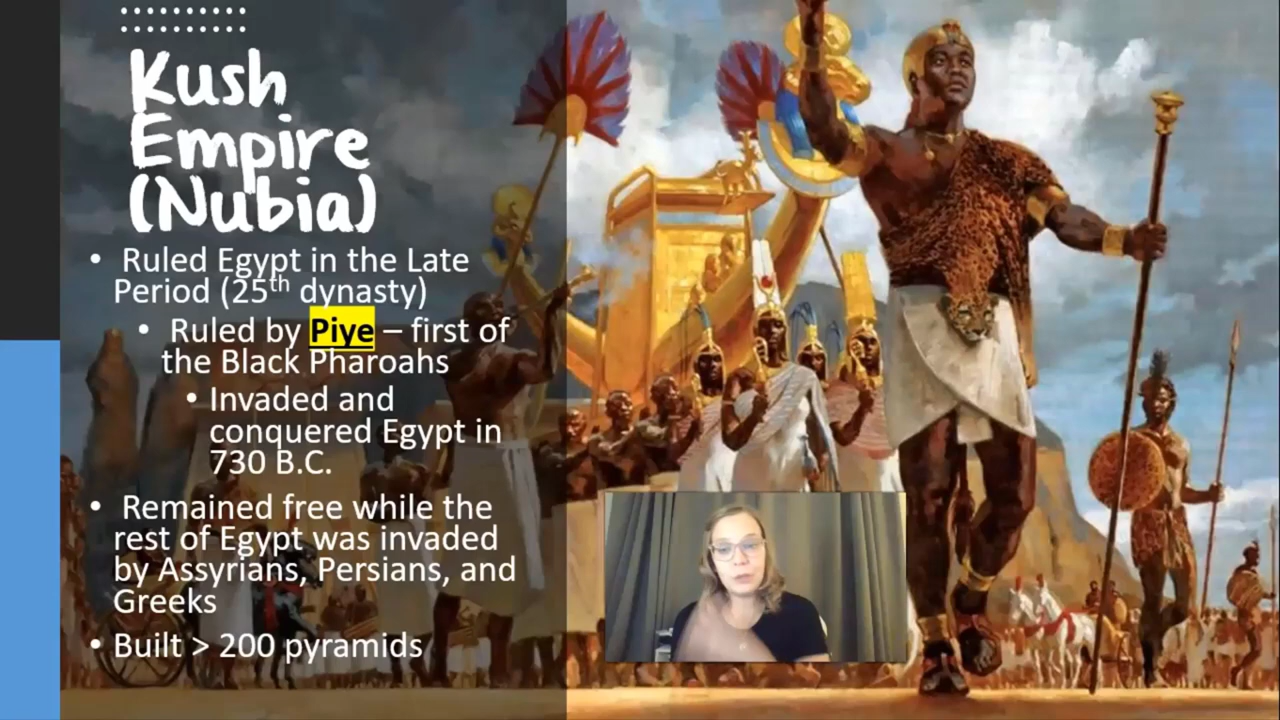 Kush
Empire
(Nubia)
• Ruled Egypt in the Late
Period (25th dynasty)
• Ruled by Piye – first of
the Black Pharoahs
• Invaded and
conquered Egypt in
730 B.C.
• Remained free while the
rest of Egypt was invaded
by Assyrians, Persians, and
Greeks
• Built > 200 pyramids